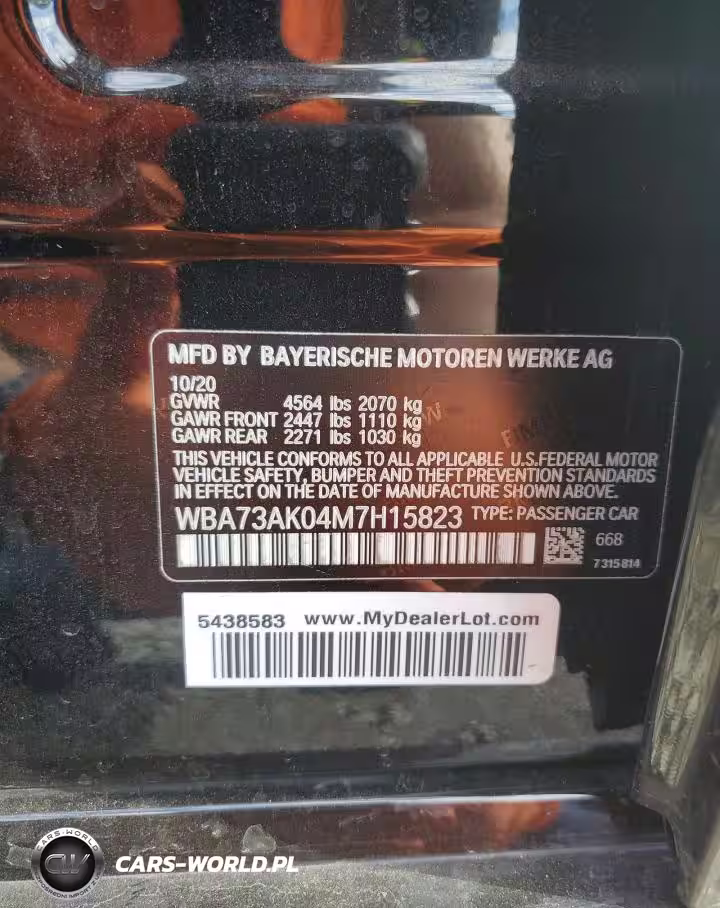 MFD BY BAYERISCHE MOTOREN WERKE AG
10/20
GVWR 4564 lbs 2070 kg
GAWR FRONT 2447 lbs 1110 kg
GAWR REAR 2271 lbs 1030 kg
THIS VEHICLE CONFORMS TO ALL APPLICABLE U.S.FEDERAL MOTOR
VEHICLE SAFETY, BUMPER AND THEFT PREVENTION STANDARDS
IN EFFECT ON THE DATE OF MANUFACTURE SHOWN ABOVE.
WBA73AK04M7H15823 TYPE: PASSENGER CAR
668
7315814
5438583 www.MyDealerLot.com
CARS-WORLD
CW
CARS-WORLD.PL